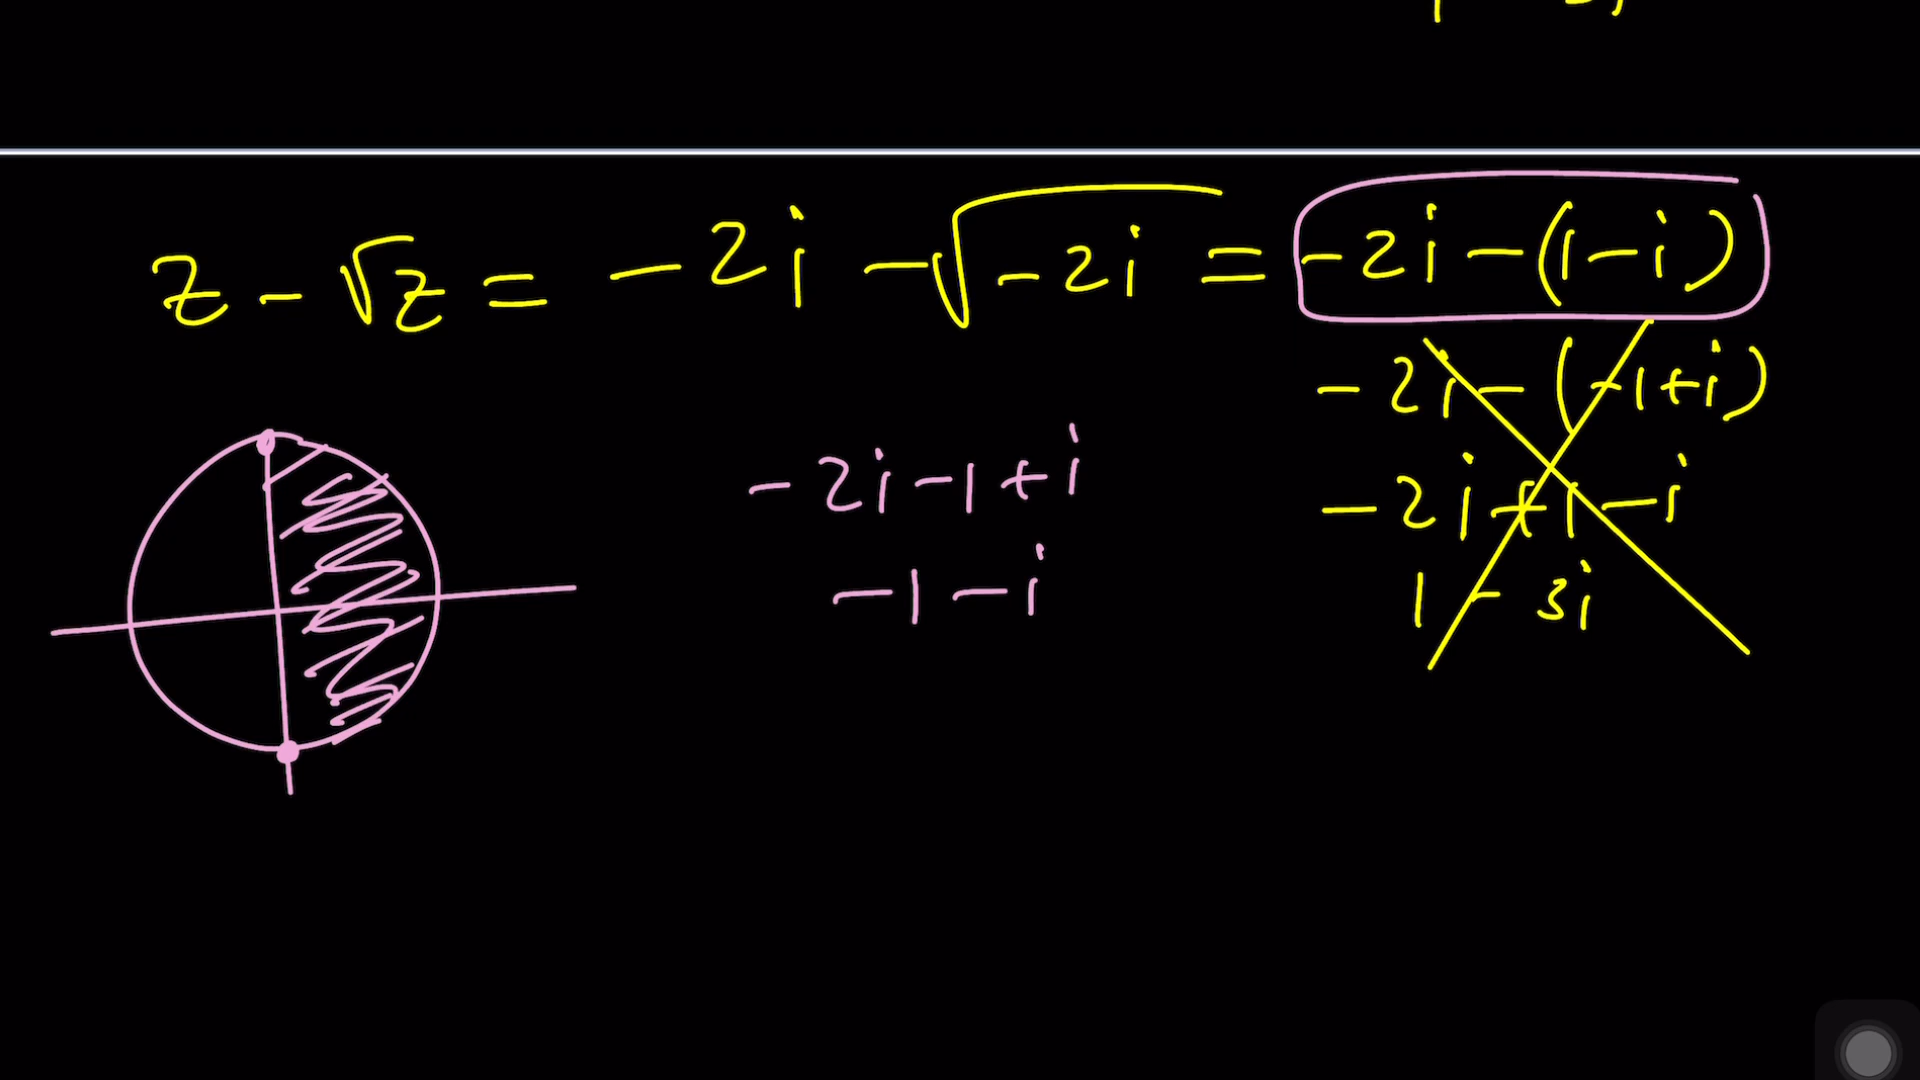 z - √z = -2i - √-2i = -2i - (1-i)
-2i - (-1+i)
-2i - 1 + i
-2i + 1 - i
-1 - i
1 - 3i